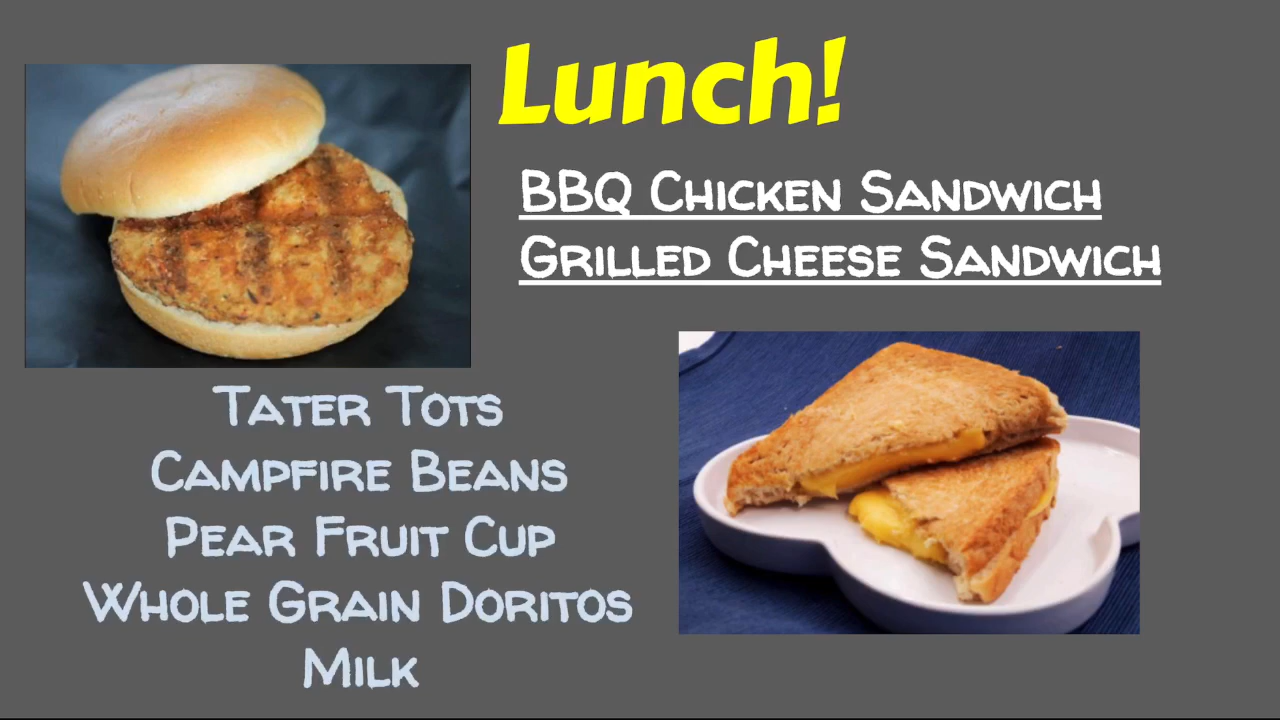 Lunch!
BBQ Chicken Sandwich
Grilled Cheese Sandwich
Tater Tots
Campfire Beans
Pear Fruit Cup
Whole Grain Doritos
Milk